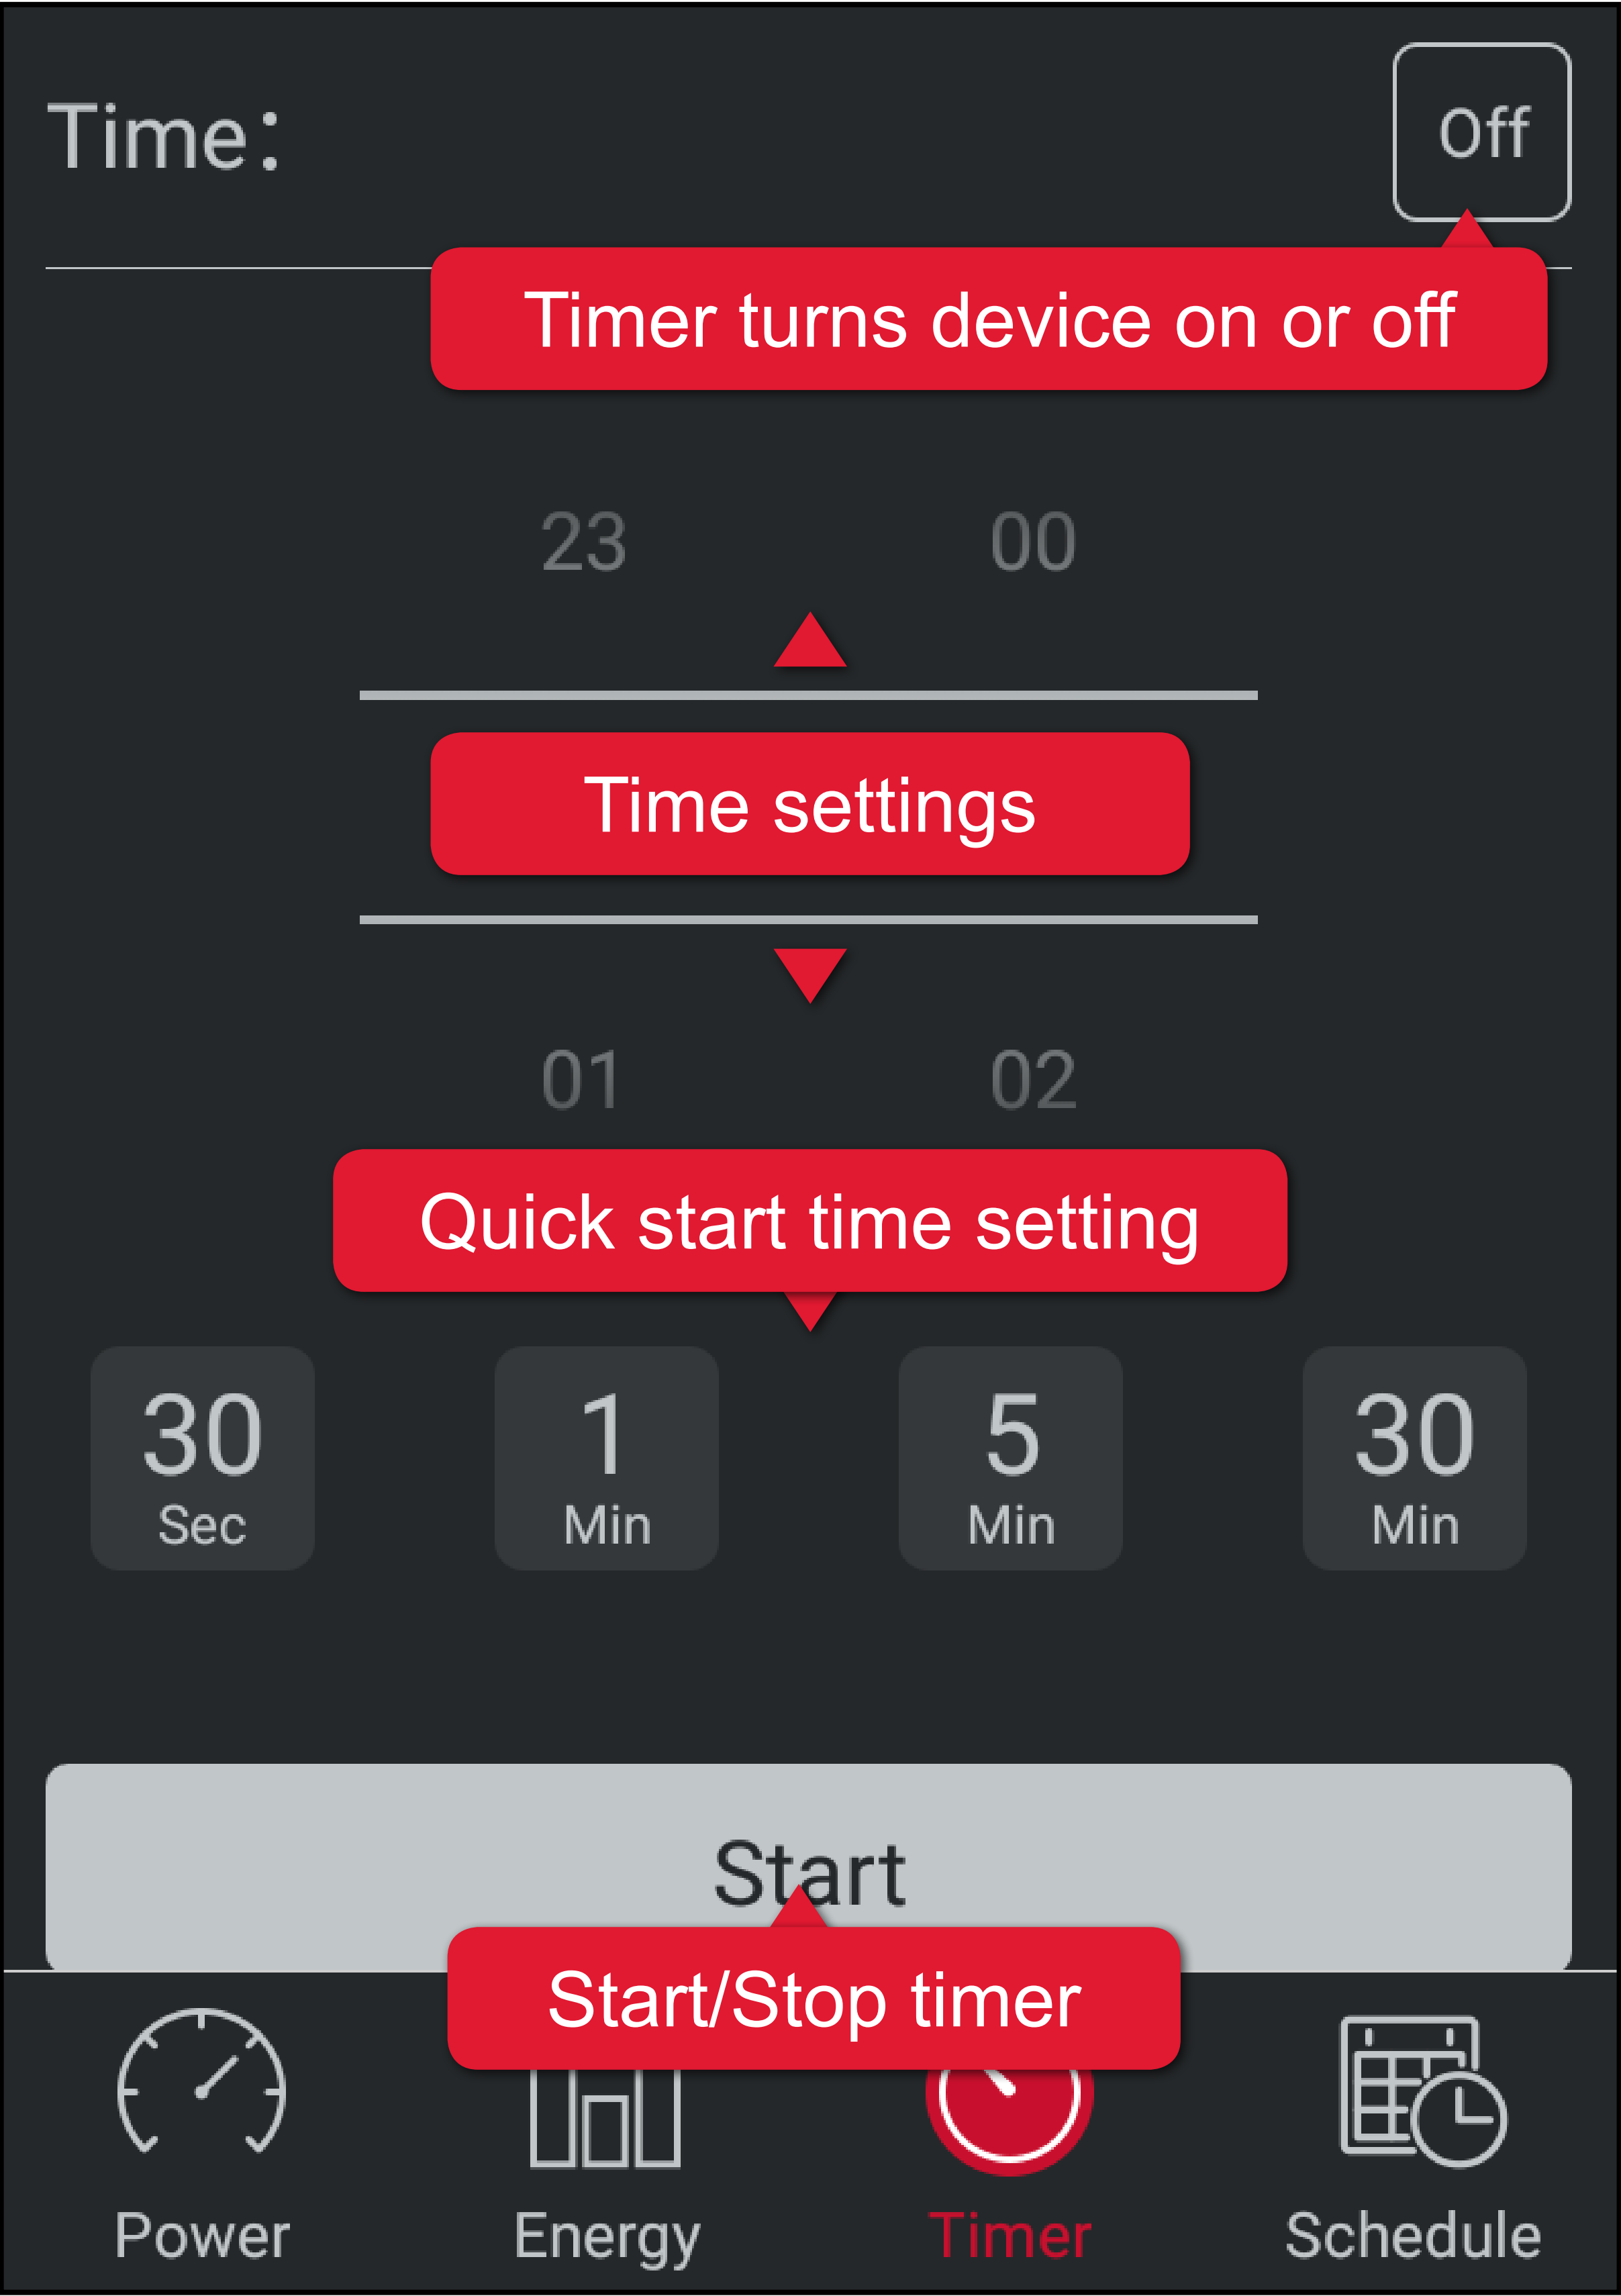 Time:
Off
Timer turns device on or off
23 00
Time settings
01 02
Quick start time setting
30 1 5 30
Sec Min Min Min
Start
Start/Stop timer
Power Energy Timer Schedule